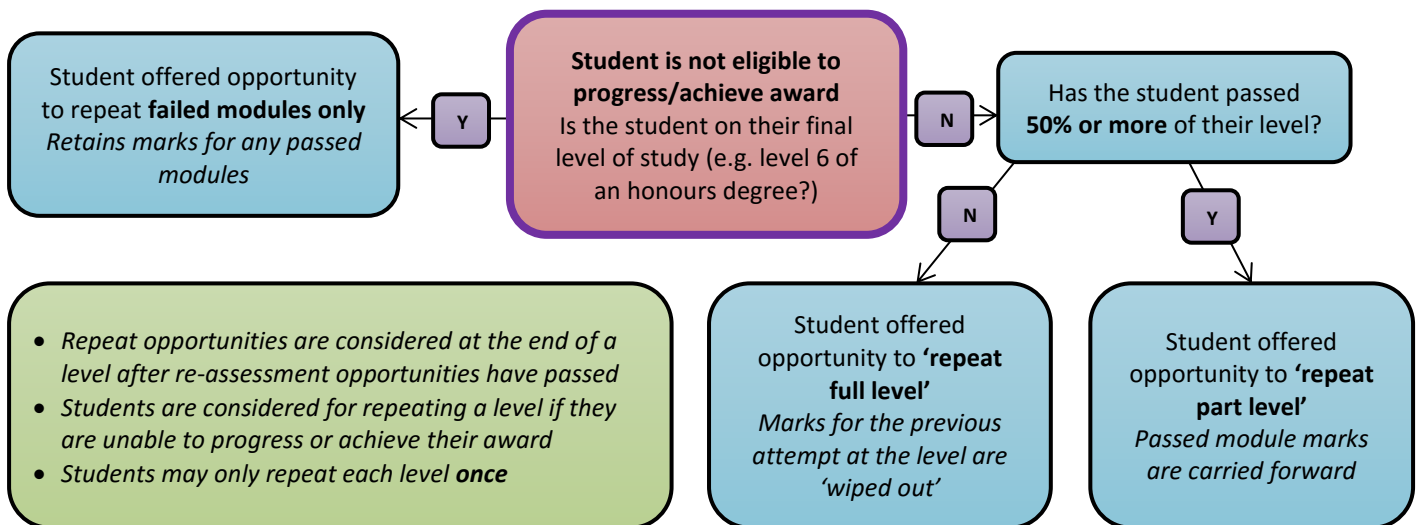 Student offered opportunity
to repeat failed modules only
Retains marks for any passed
modules
Y
Student is not eligible to
progress/achieve award
Is the student on their final
level of study (e.g. level 6 of
an honours degree?)
N
Has the student passed
50% or more of their level?
N
Y
• Repeat opportunities are considered at the end of a
level after re-assessment opportunities have passed
• Students are considered for repeating a level if they
are unable to progress or achieve their award
• Students may only repeat each level once
Student offered
opportunity to ‘repeat
full level’
Marks for the previous
attempt at the level are
‘wiped out’
Student offered
opportunity to ‘repeat
part level’
Passed module marks
are carried forward